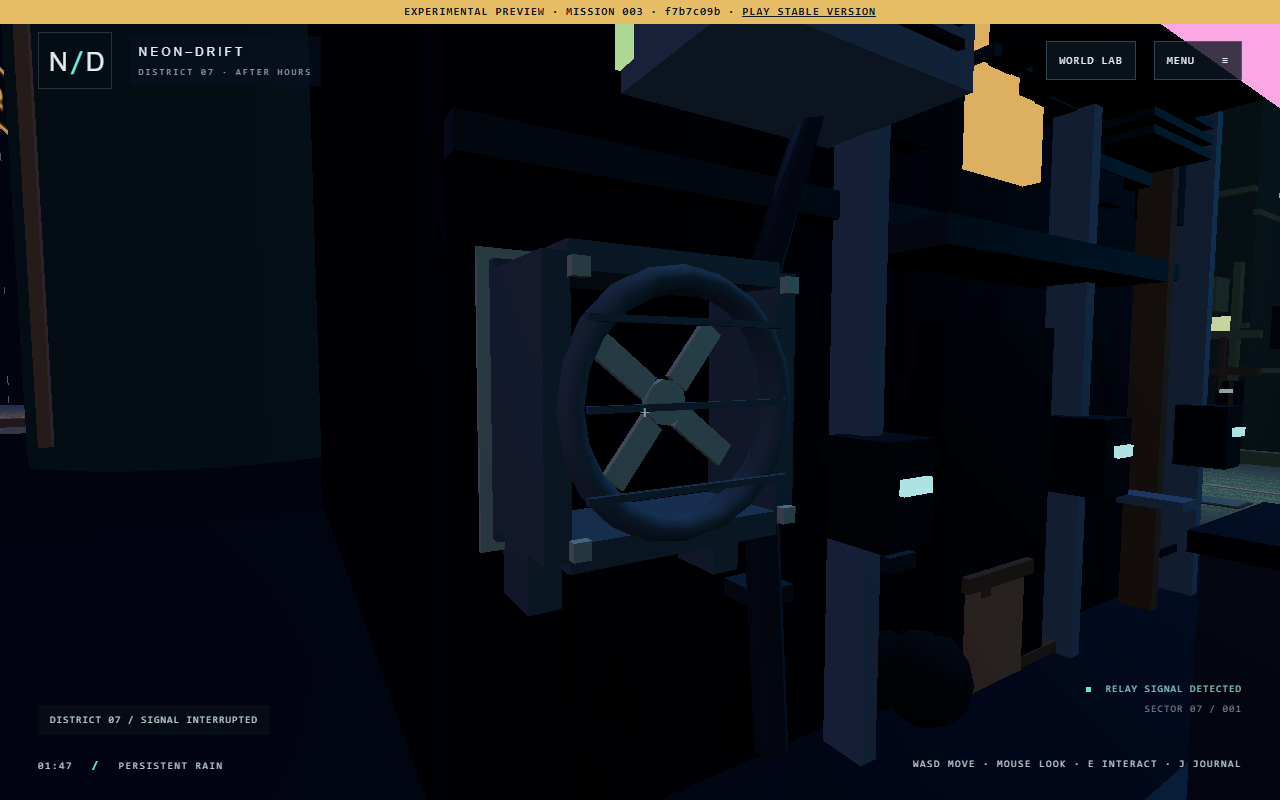 EXPERIMENTAL PREVIEW · MISSION 003 · f7b7c09b · PLAY STABLE VERSION
N/D
NEON—DRIFT
DISTRICT 07 · AFTER HOURS
WORLD LAB
MENU ≡
RELAY SIGNAL DETECTED
SECTOR 07 / 001
DISTRICT 07 / SIGNAL INTERRUPTED
01:47 / PERSISTENT RAIN
WASD MOVE · MOUSE LOOK · E INTERACT · J JOURNAL